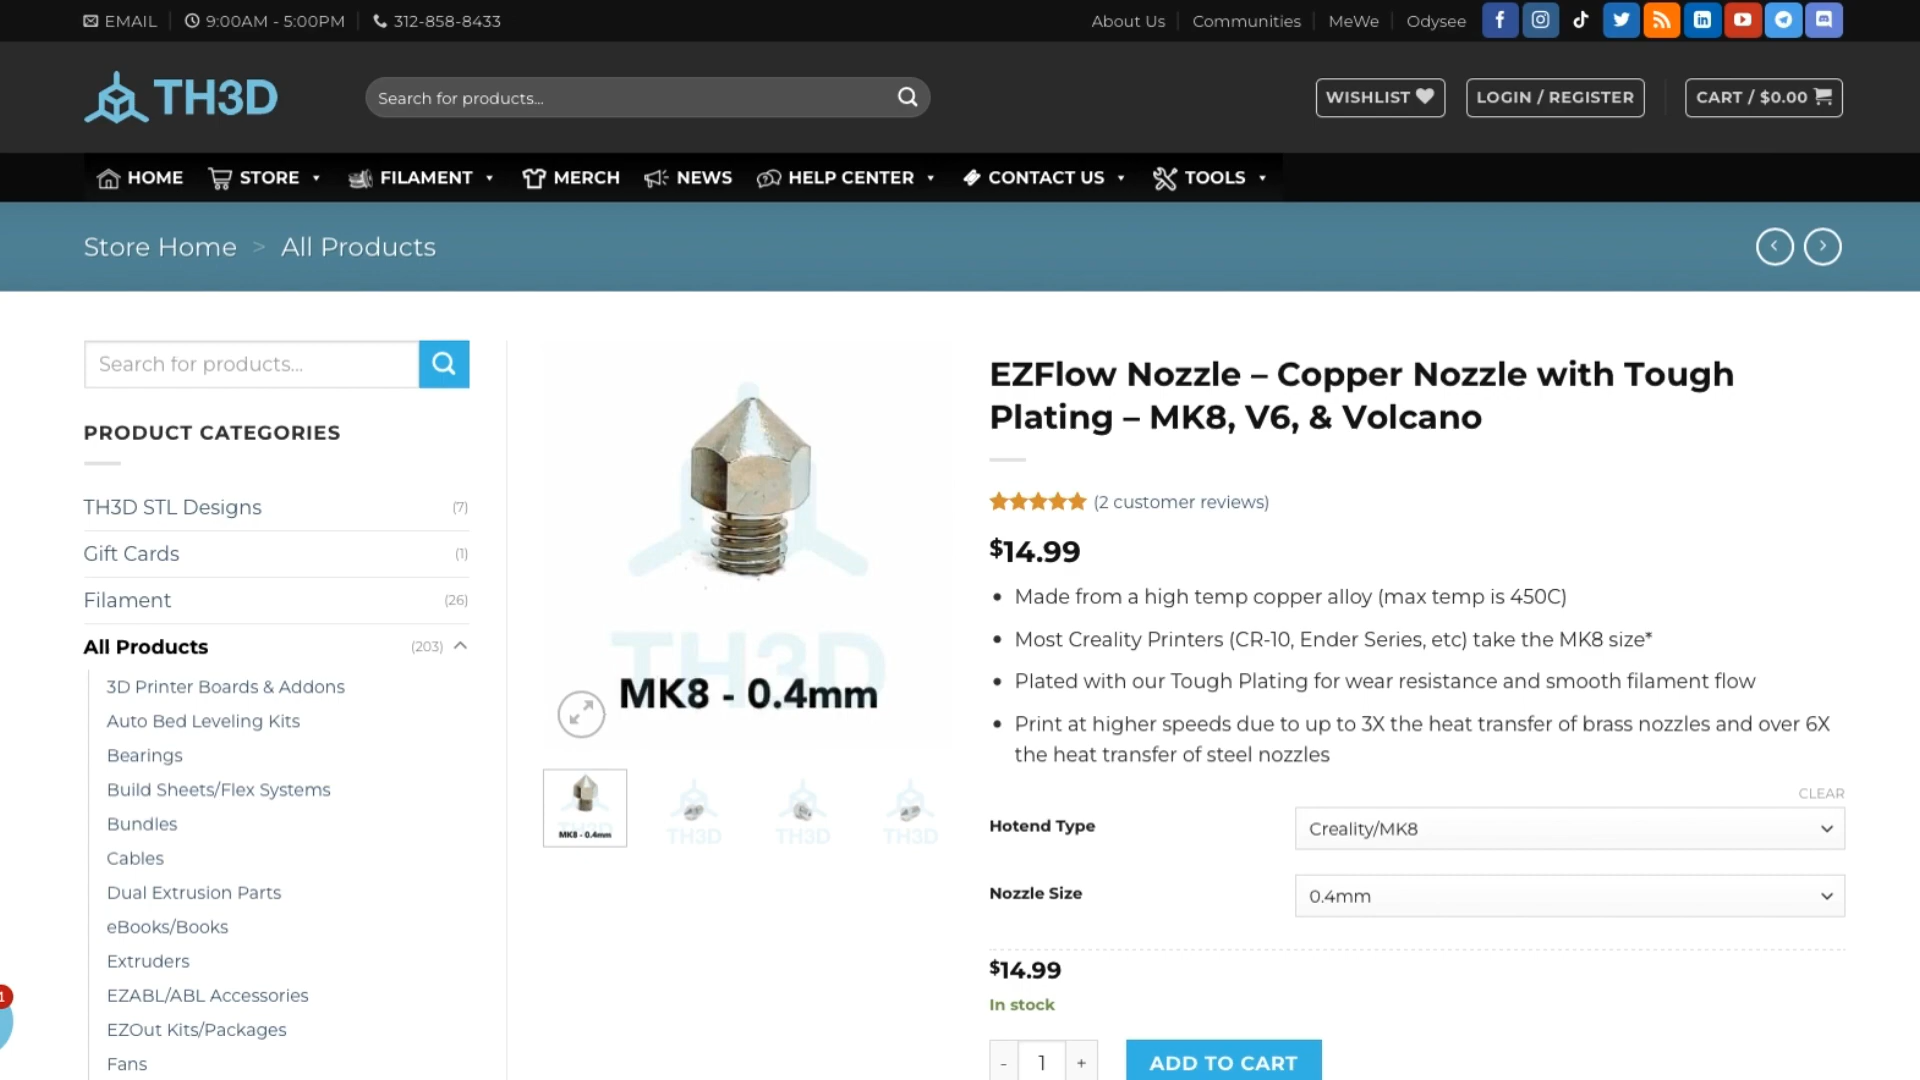 EMAIL
9:00AM - 5:00PM
312-858-8433
About Us
Communities
MeWe
Odysee
TH3D
Search for products...
WISHLIST
LOGIN / REGISTER
CART / $0.00
HOME
STORE
FILAMENT
MERCH
NEWS
HELP CENTER
CONTACT US
TOOLS
Store Home > All Products
Search for products...
PRODUCT CATEGORIES
TH3D STL Designs (7)
Gift Cards (1)
Filament (26)
All Products (203)
3D Printer Boards & Addons
Auto Bed Leveling Kits
Bearings
Build Sheets/Flex Systems
Bundles
Cables
Dual Extrusion Parts
eBooks/Books
Extruders
EZABL/ABL Accessories
EZOut Kits/Packages
Fans
1
TH3D
MK8 - 0.4mm
MK8 - 0.4mm
TH3D
TH3D
TH3D
EZFlow Nozzle – Copper Nozzle with Tough
Plating – MK8, V6, & Volcano
(2 customer reviews)
$14.99
• Made from a high temp copper alloy (max temp is 450C)
• Most Creality Printers (CR-10, Ender Series, etc) take the MK8 size*
• Plated with our Tough Plating for wear resistance and smooth filament flow
• Print at higher speeds due to up to 3X the heat transfer of brass nozzles and over 6X
the heat transfer of steel nozzles
CLEAR
Hotend Type
Creality/MK8
Nozzle Size
0.4mm
$14.99
In stock
- 1 +
ADD TO CART